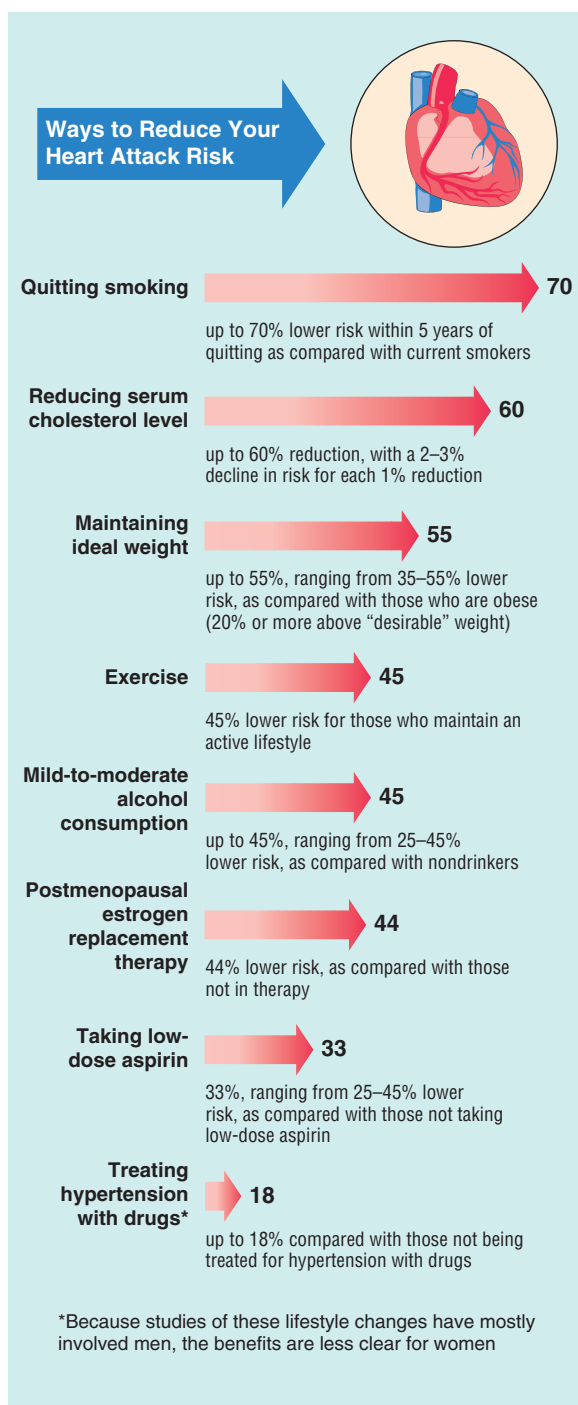 Ways to Reduce Your
Heart Attack Risk
Quitting smoking
70
up to 70% lower risk within 5 years of
quitting as compared with current smokers
Reducing serum
cholesterol level
60
up to 60% reduction, with a 2–3%
decline in risk for each 1% reduction
Maintaining
ideal weight
55
up to 55%, ranging from 35–55% lower
risk, as compared with those who are obese
(20% or more above “desirable” weight)
Exercise
45
45% lower risk for those who maintain an
active lifestyle
Mild-to-moderate
alcohol
consumption
45
up to 45%, ranging from 25–45%
lower risk, as compared with nondrinkers
Postmenopausal
estrogen
replacement
therapy
44
44% lower risk, as compared with those
not in therapy
Taking low-
dose aspirin
33
33%, ranging from 25–45% lower
risk, as compared with those not taking
low-dose aspirin
Treating
hypertension
with drugs*
18
up to 18% compared with those not being
treated for hypertension with drugs
*Because studies of these lifestyle changes have mostly
involved men, the benefits are less clear for women